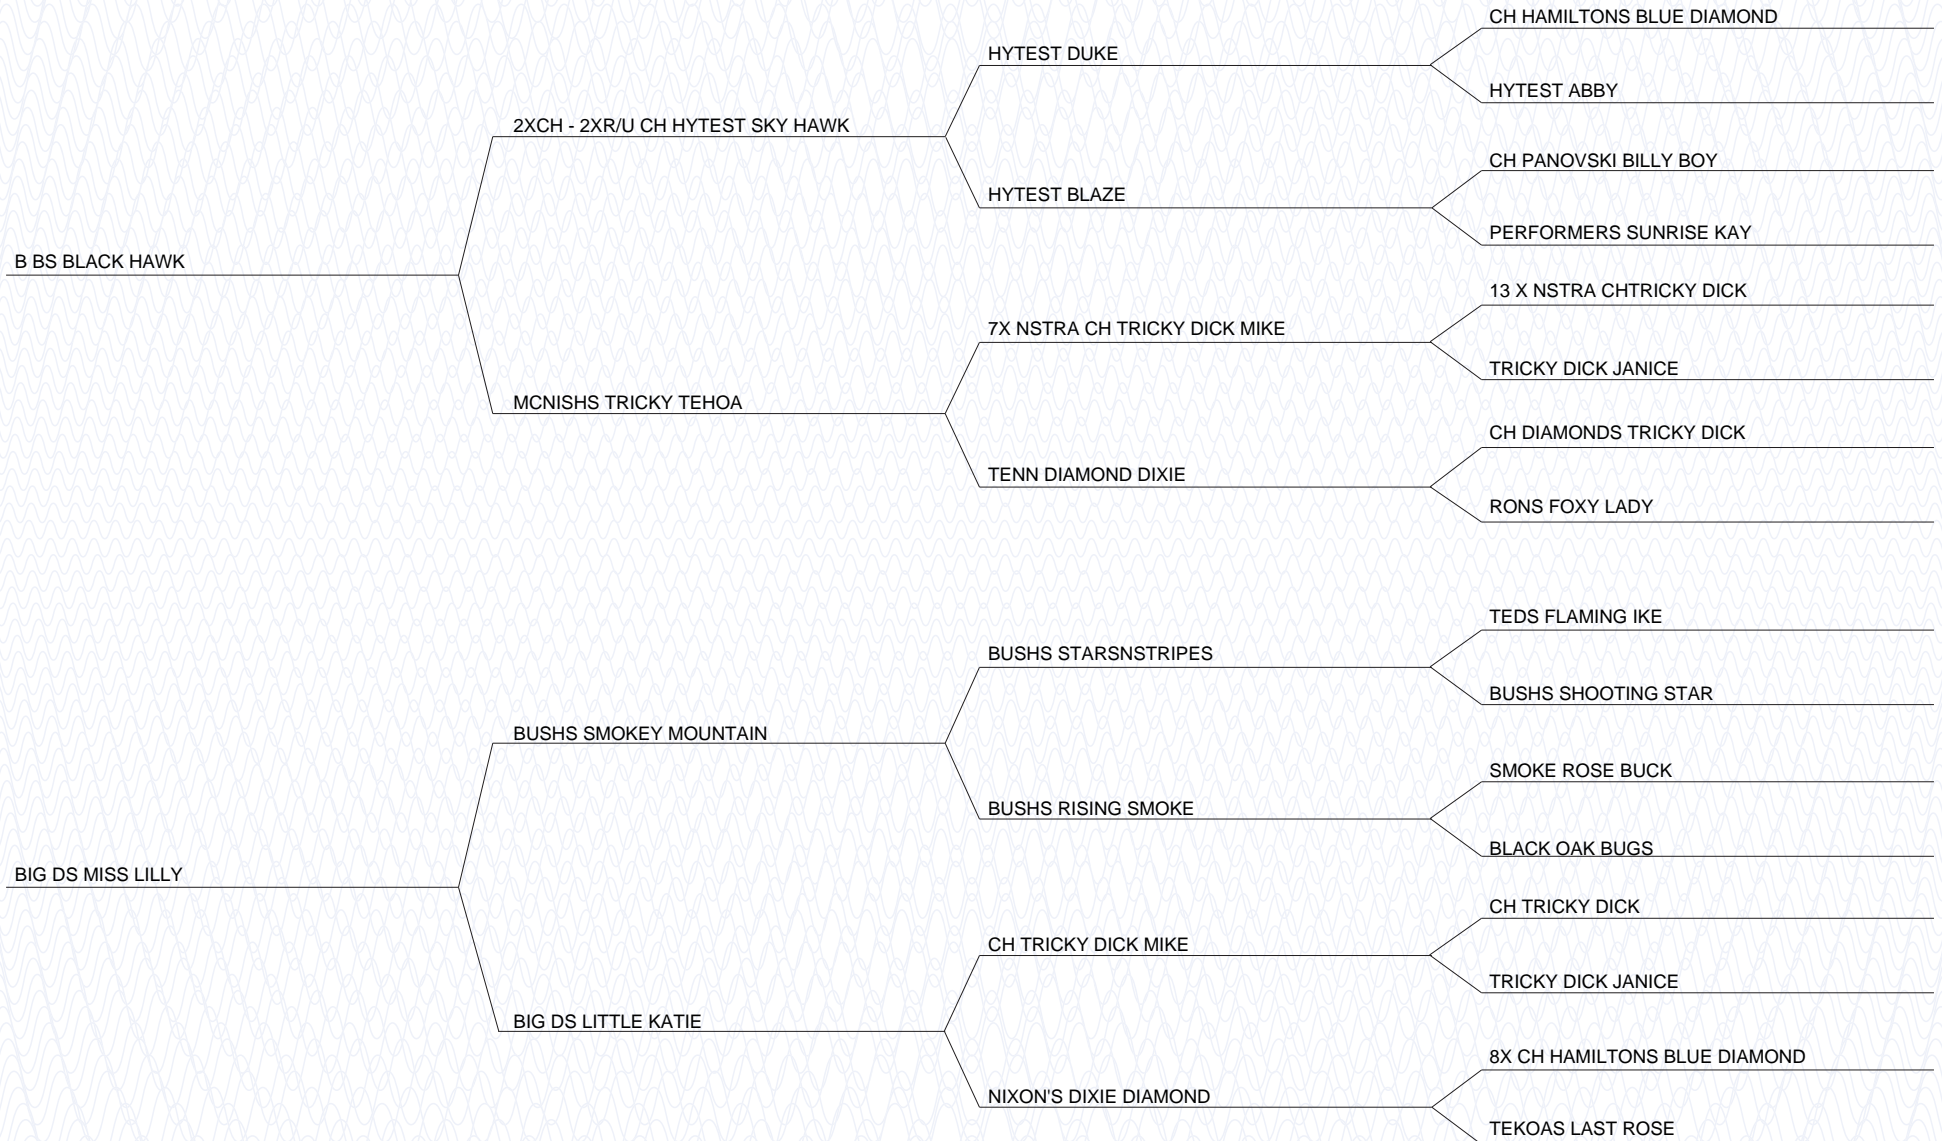 CH HAMILTONS BLUE DIAMOND
HYTEST DUKE
HYTEST ABBY
2XCH - 2XR/U CH HYTEST SKY HAWK
CH PANOVSKI BILLY BOY
HYTEST BLAZE
PERFORMERS SUNRISE KAY
B BS BLACK HAWK
13 X NSTRA CHTRICKY DICK
7X NSTRA CH TRICKY DICK MIKE
TRICKY DICK JANICE
MCNISHS TRICKY TEHOA
CH DIAMONDS TRICKY DICK
TENN DIAMOND DIXIE
RONS FOXY LADY
TEDS FLAMING IKE
BUSHS STARSNSTRIPES
BUSHS SHOOTING STAR
BUSHS SMOKEY MOUNTAIN
SMOKE ROSE BUCK
BUSHS RISING SMOKE
BLACK OAK BUGS
BIG DS MISS LILLY
CH TRICKY DICK
CH TRICKY DICK MIKE
TRICKY DICK JANICE
BIG DS LITTLE KATIE
8X CH HAMILTONS BLUE DIAMOND
NIXON'S DIXIE DIAMOND
TEKOAS LAST ROSE